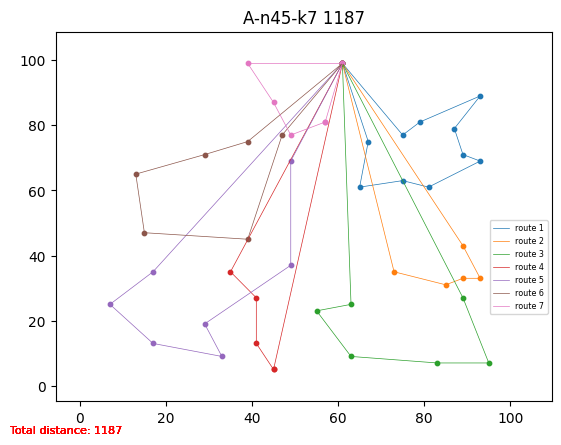 A-n45-k7 1187
100
80
60
40
20
0
route 1
route 2
route 3
route 4
route 5
route 6
route 7
0 20 40 60 80 100
Total distance: 1187